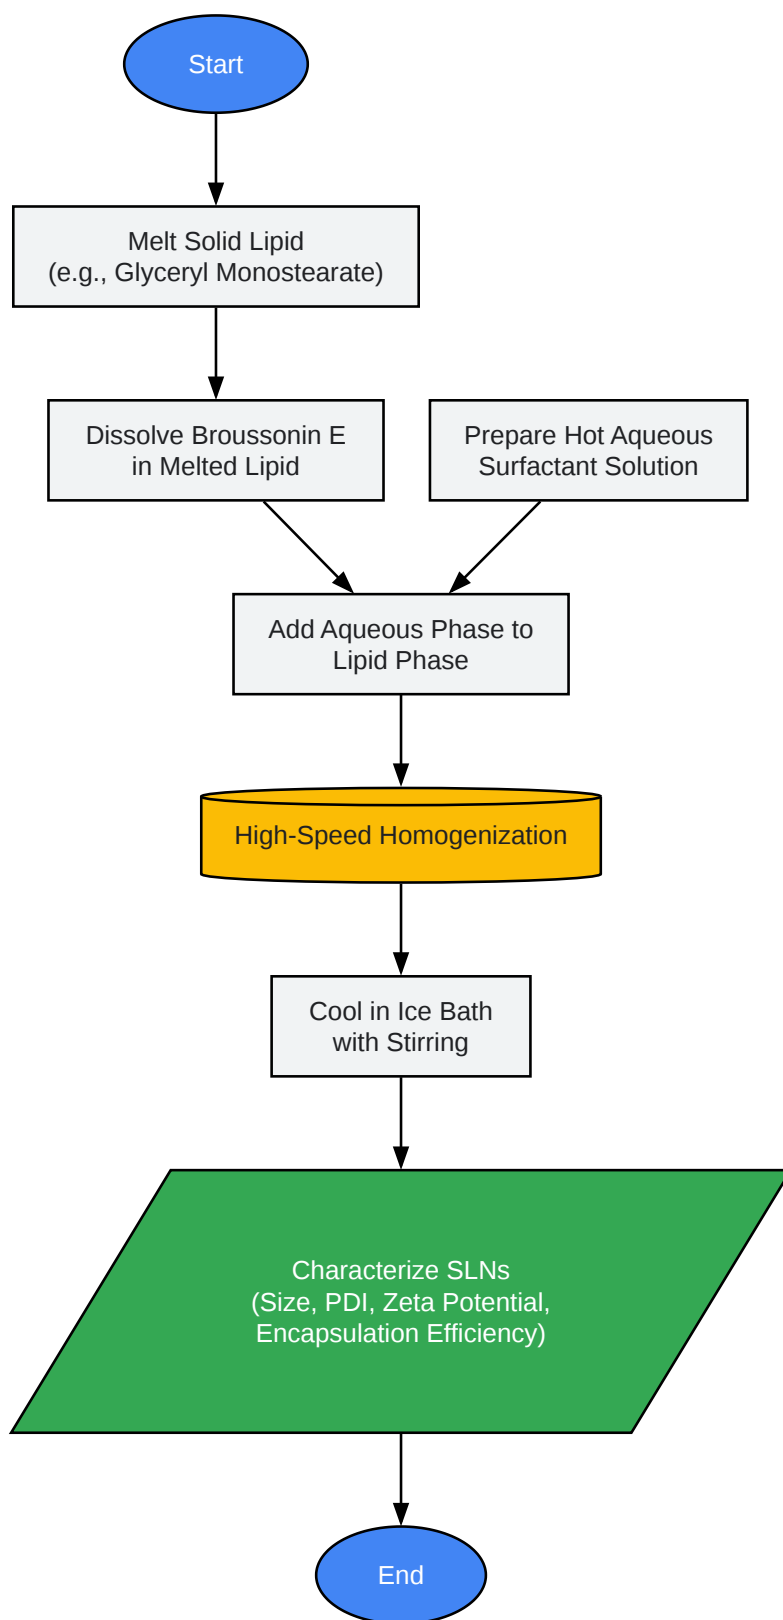 Start
Melt Solid Lipid
(e.g., Glyceryl Monostearate)
Dissolve Broussonin E
in Melted Lipid
Prepare Hot Aqueous
Surfactant Solution
Add Aqueous Phase to
Lipid Phase
High-Speed Homogenization
Cool in Ice Bath
with Stirring
Characterize SLNs
(Size, PDI, Zeta Potential,
Encapsulation Efficiency)
End